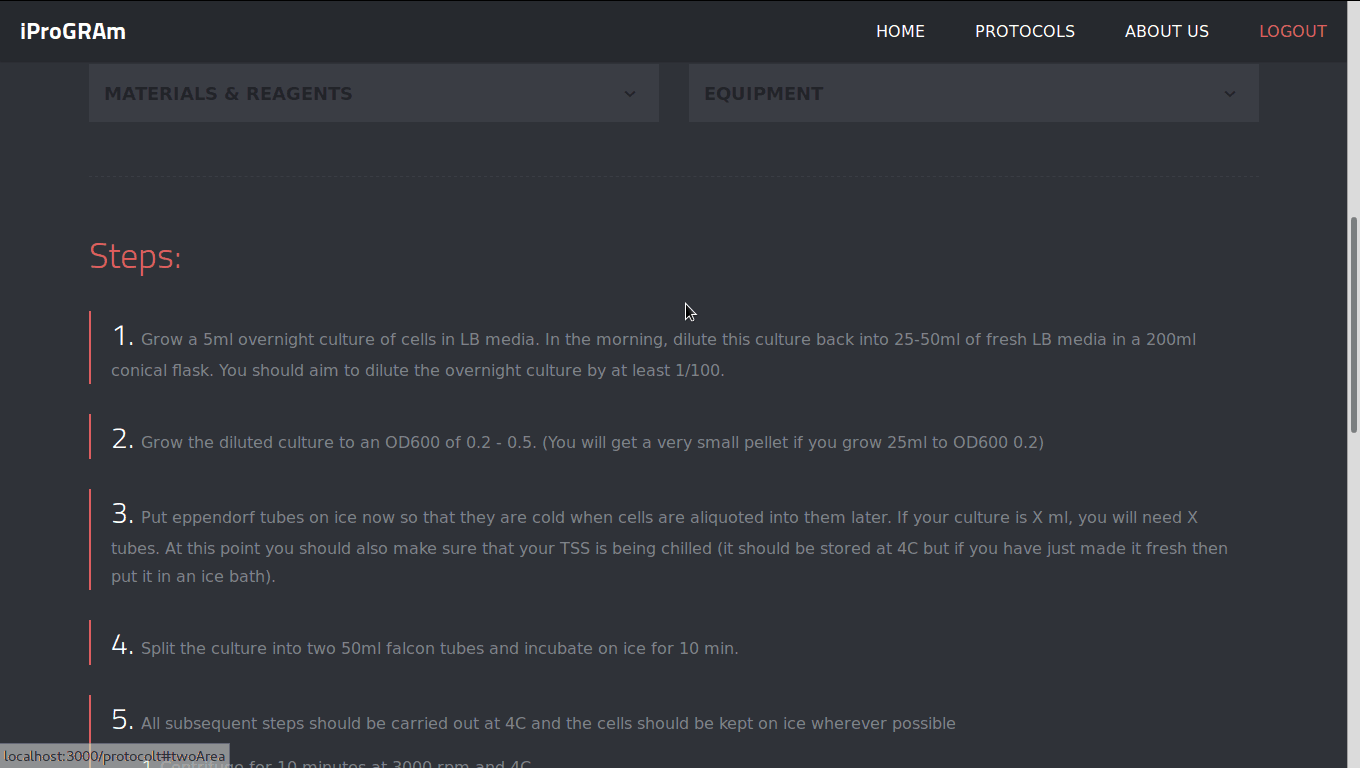 iProGRAm HOME PROTOCOLS ABOUT US LOGOUT
MATERIALS & REAGENTS EQUIPMENT
Steps:
1. Grow a 5ml overnight culture of cells in LB media. In the morning, dilute this culture back into 25-50ml of fresh LB media in a 200ml
conical flask. You should aim to dilute the overnight culture by at least 1/100.
2. Grow the diluted culture to an OD600 of 0.2 - 0.5. (You will get a very small pellet if you grow 25ml to OD600 0.2)
3. Put eppendorf tubes on ice now so that they are cold when cells are aliquoted into them later. If your culture is X ml, you will need X
tubes. At this point you should also make sure that your TSS is being chilled (it should be stored at 4C but if you have just made it fresh then
put it in an ice bath).
4. Split the culture into two 50ml falcon tubes and incubate on ice for 10 min.
5. All subsequent steps should be carried out at 4C and the cells should be kept on ice wherever possible
localhost:3000/protocolt#twoArea
1. Centrifuge for 10 minutes at 3000 rpm and 4C